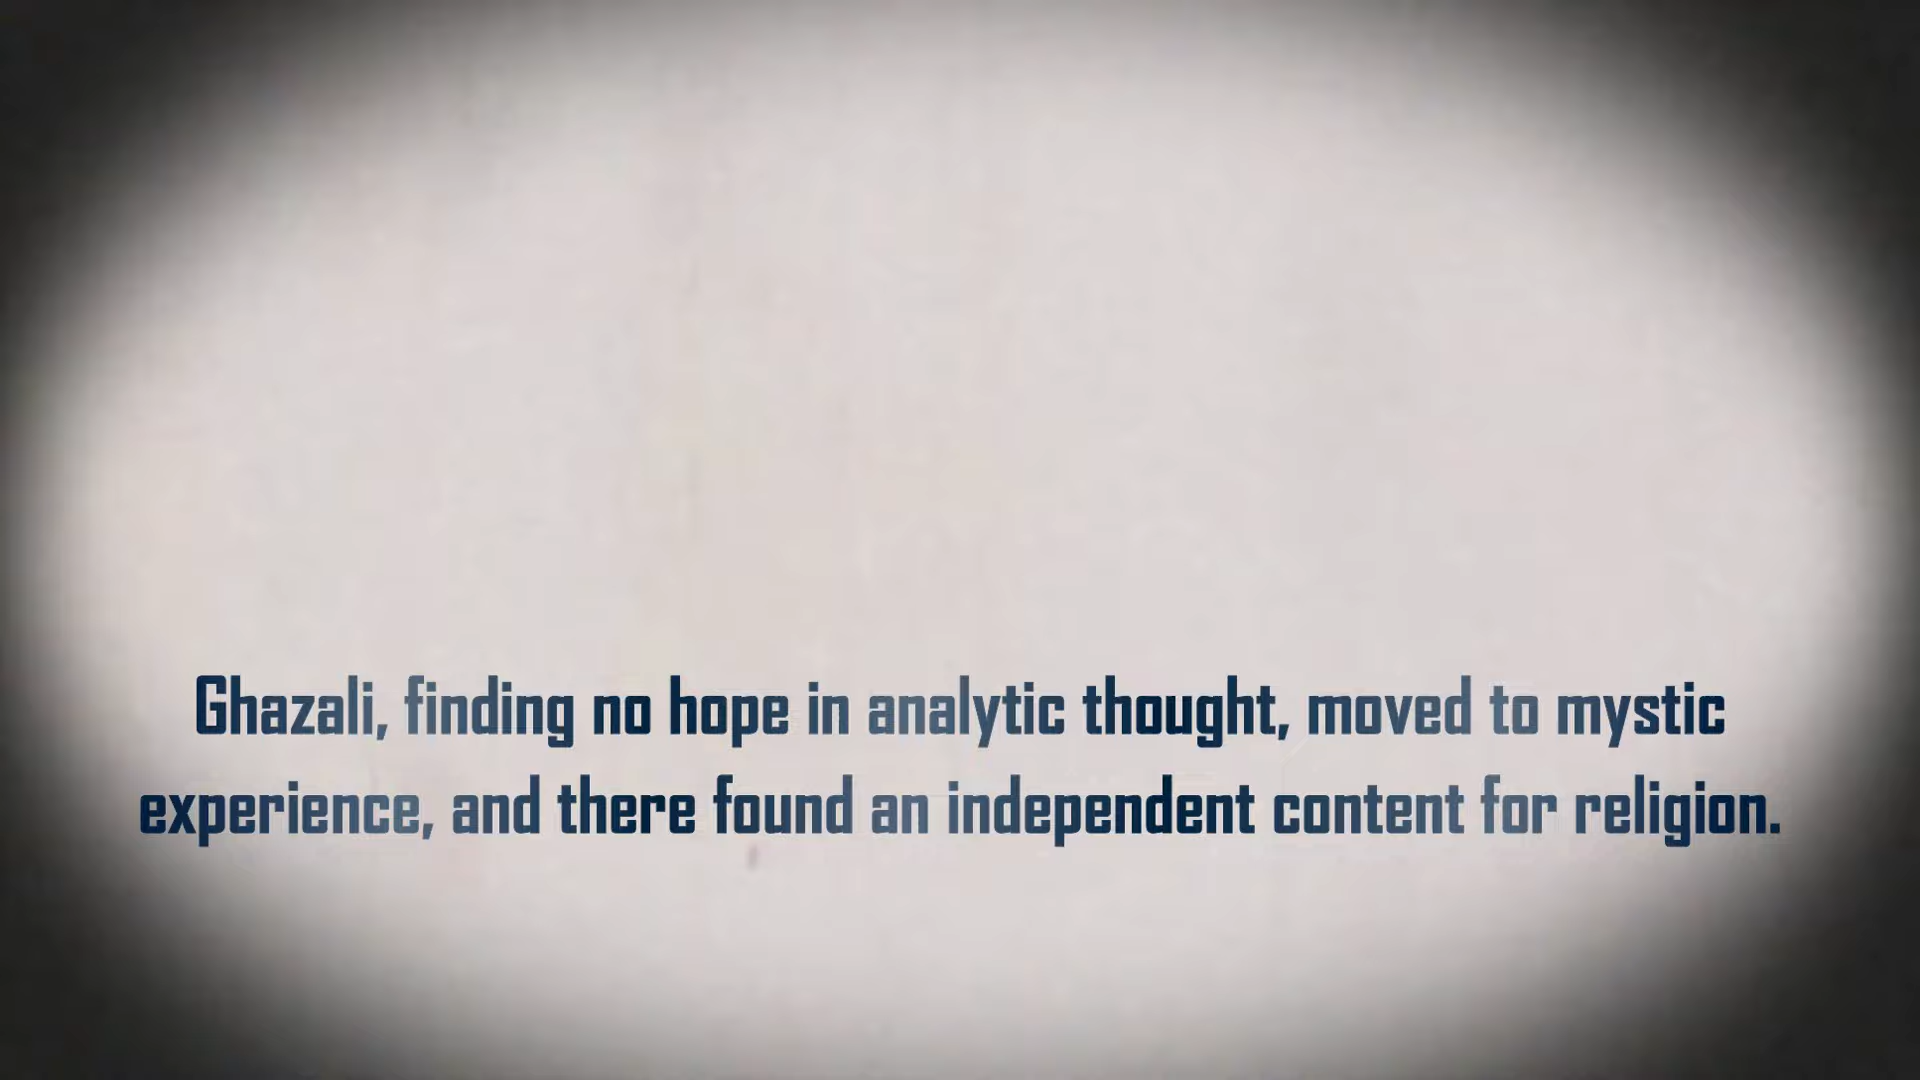 Ghazali, finding no hope in analytic thought, moved to mystic
experience, and there found an independent content for religion.